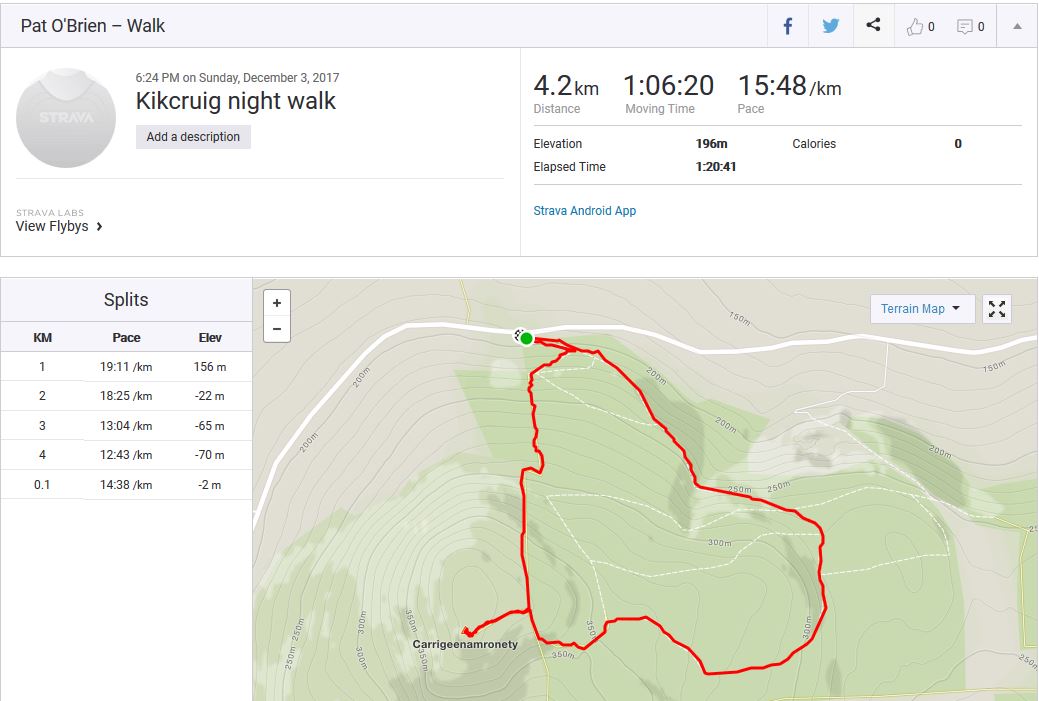 Pat O'Brien – Walk
0
0
6:24 PM on Sunday, December 3, 2017
Kikcruig night walk
Add a description
STRAVA
STRAVA LABS
View Flybys
4.2km 1:06:20 15:48/km
Distance Moving Time Pace
Elevation 196m Calories 0
Elapsed Time 1:20:41
Strava Android App
Splits
KM Pace Elev
1 19:11 /km 156 m
2 18:25 /km -22 m
3 13:04 /km -65 m
4 12:43 /km -70 m
0.1 14:38 /km -2 m
+
−
Terrain Map
150m
150m
200m
200m
200m
200m
200m
250m
250m
300m
350m
350m
350m
350m
300m
300m
300m
250m
250m
250m
Carrigeenamronety